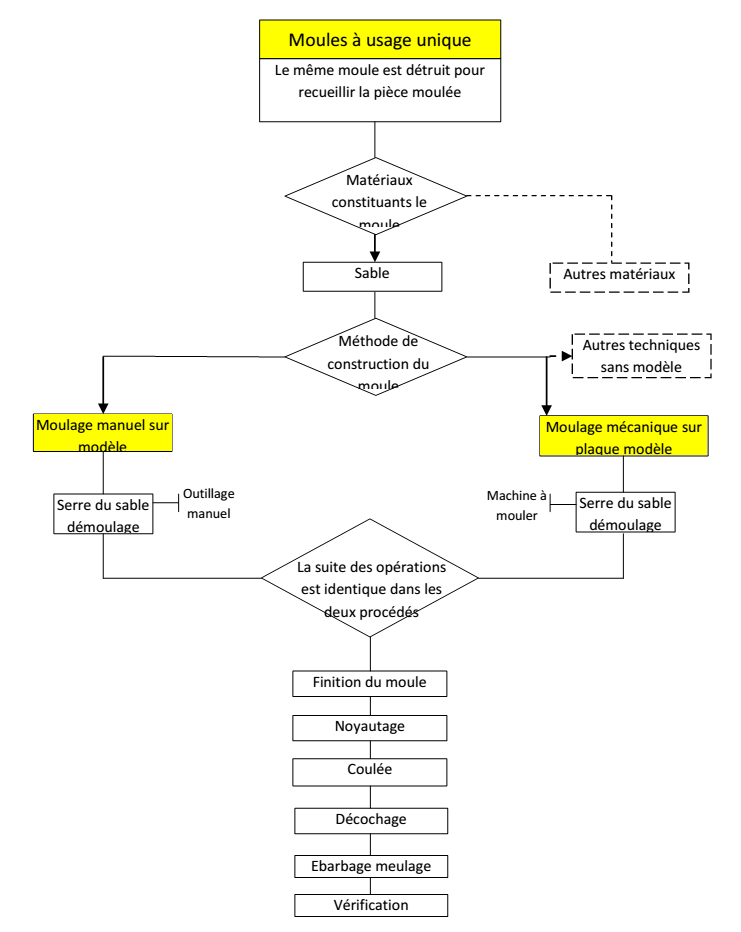 Moules à usage unique
Le même moule est détruit pour
recueillir la pièce moulée
Matériaux
constituants le
moule
Sable
Autres matériaux
Méthode de
construction du
moule
Autres techniques
sans modèle
Moulage manuel sur
modèle
Moulage mécanique sur
plaque modèle
Serre du sable
démoulage
Outillage
manuel
Machine à
mouler
Serre du sable
démoulage
La suite des opérations
est identique dans les
deux procédés
Finition du moule
Noyautage
Coulée
Décochage
Ebarbage meulage
Vérification